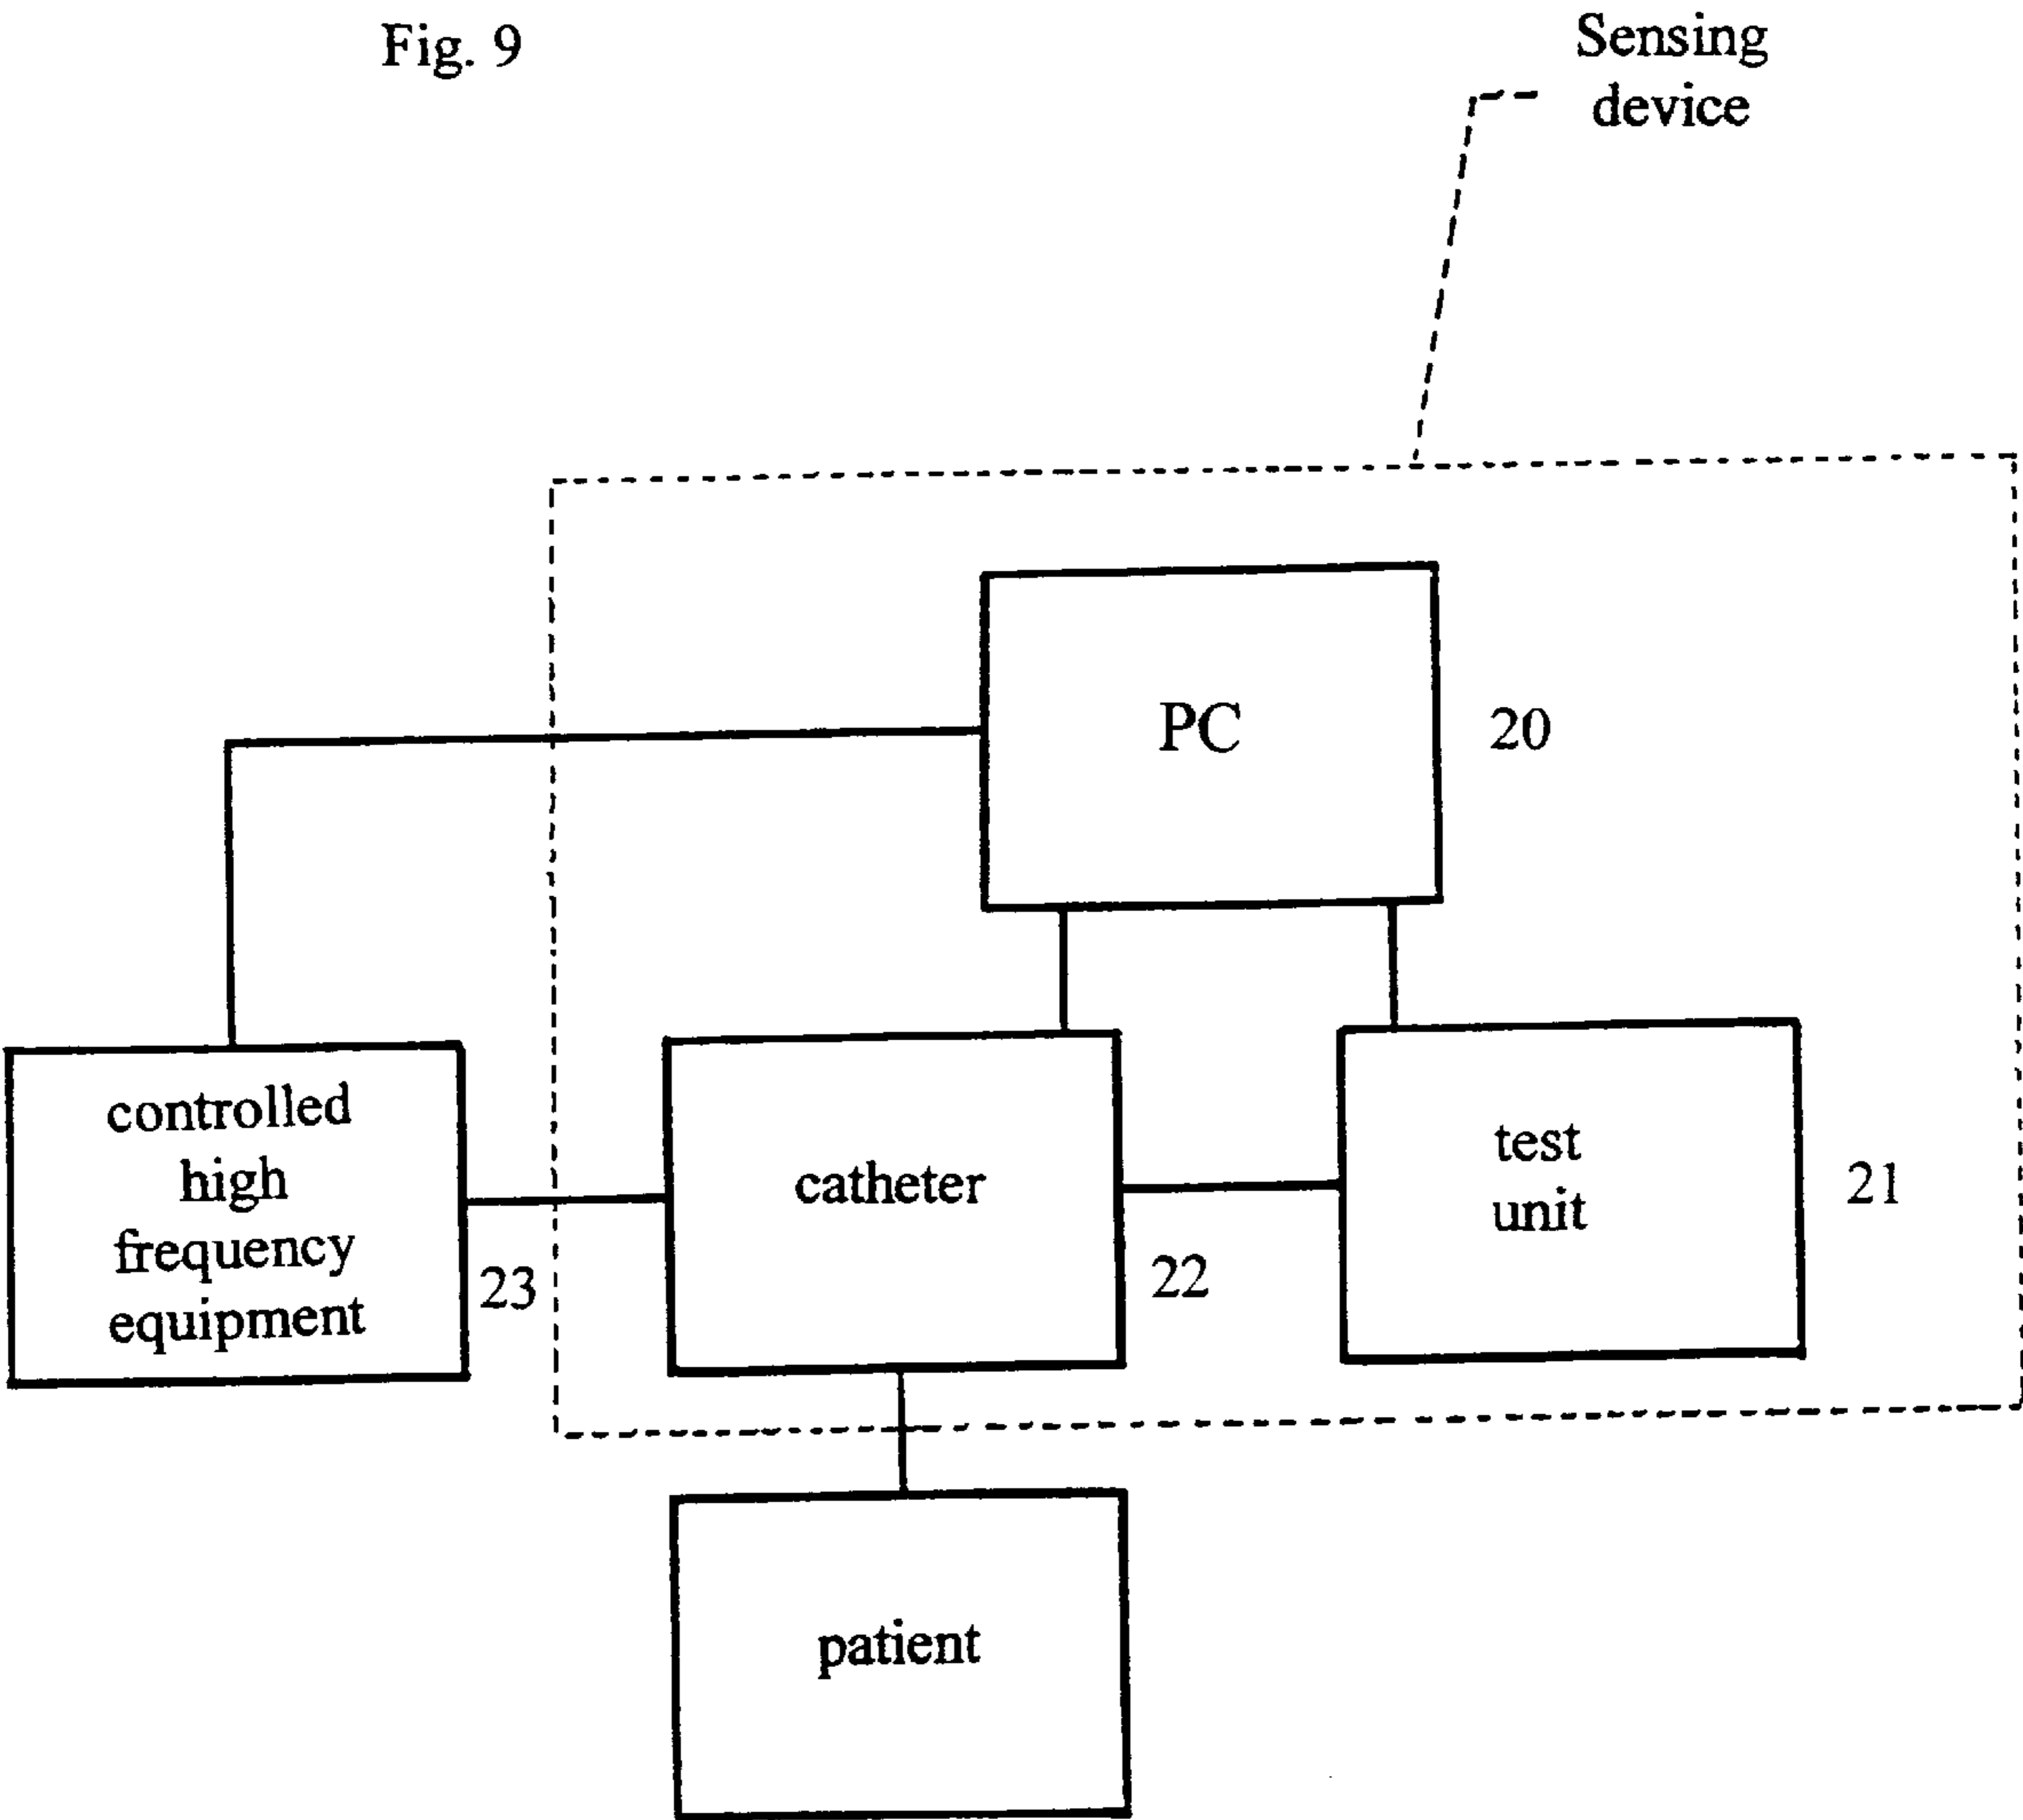 Fig. 9
Sensing
device
PC
20
controlled
high
frequency
equipment
23
catheter
22
test
unit
21
patient